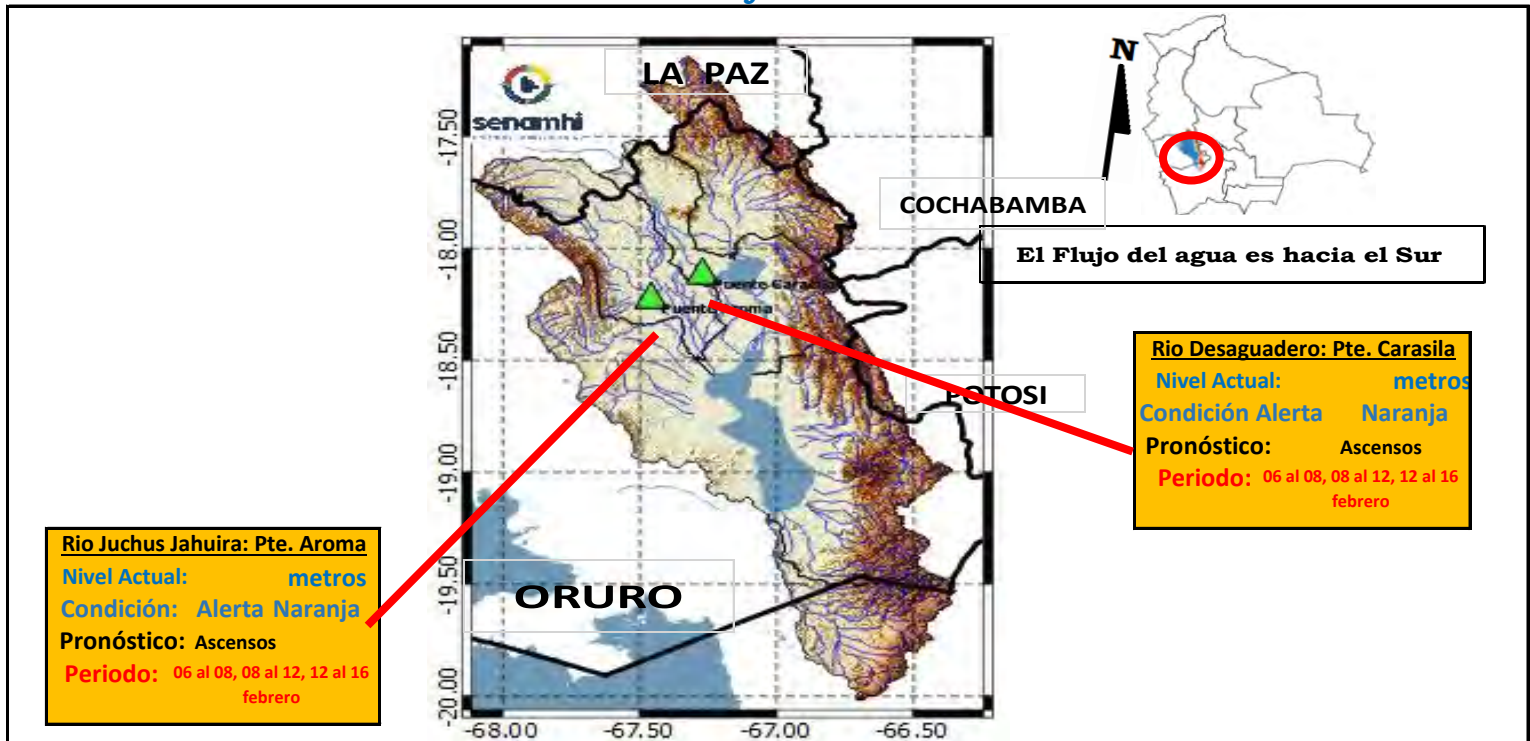 LA PAZ
senamhi
N
COCHABAMBA
El Flujo del agua es hacia el Sur
POTOSI
ORURO
Rio Desaguadero: Pte. Carasila
Nivel Actual: metros
Condición Alerta Naranja
Pronóstico: Ascensos
Periodo: 06 al 08, 08 al 12, 12 al 16
febrero
Rio Juchus Jahuira: Pte. Aroma
Nivel Actual: metros
Condición: Alerta Naranja
Pronóstico: Ascensos
Periodo: 06 al 08, 08 al 12, 12 al 16
febrero
Puente
Puente
-17.50
-18.00
-18.50
-19.00
-19.50
-20.00
-68.00 -67.50 -67.00 -66.50